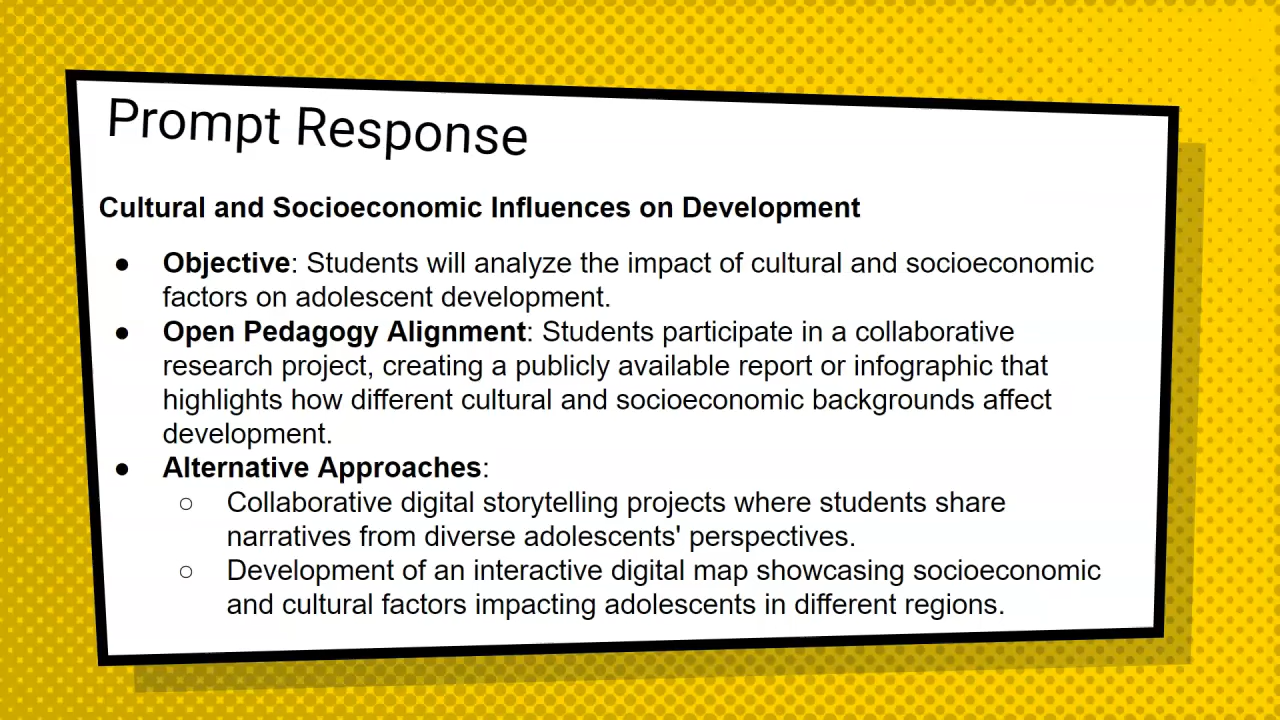 Prompt Response
Cultural and Socioeconomic Influences on Development
● Objective: Students will analyze the impact of cultural and socioeconomic
factors on adolescent development.
● Open Pedagogy Alignment: Students participate in a collaborative
research project, creating a publicly available report or infographic that
highlights how different cultural and socioeconomic backgrounds affect
development.
● Alternative Approaches:
○ Collaborative digital storytelling projects where students share
narratives from diverse adolescents' perspectives.
○ Development of an interactive digital map showcasing socioeconomic
and cultural factors impacting adolescents in different regions.